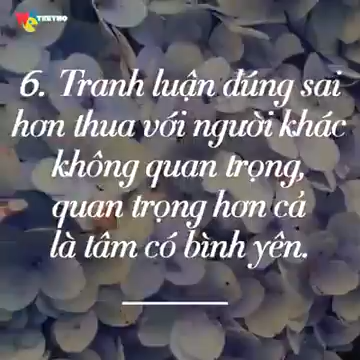 YEUTRETHO
6. Tranh luận đúng sai
hơn thua với người khác
không quan trọng,
quan trọng hơn cả
là tâm có bình yên.